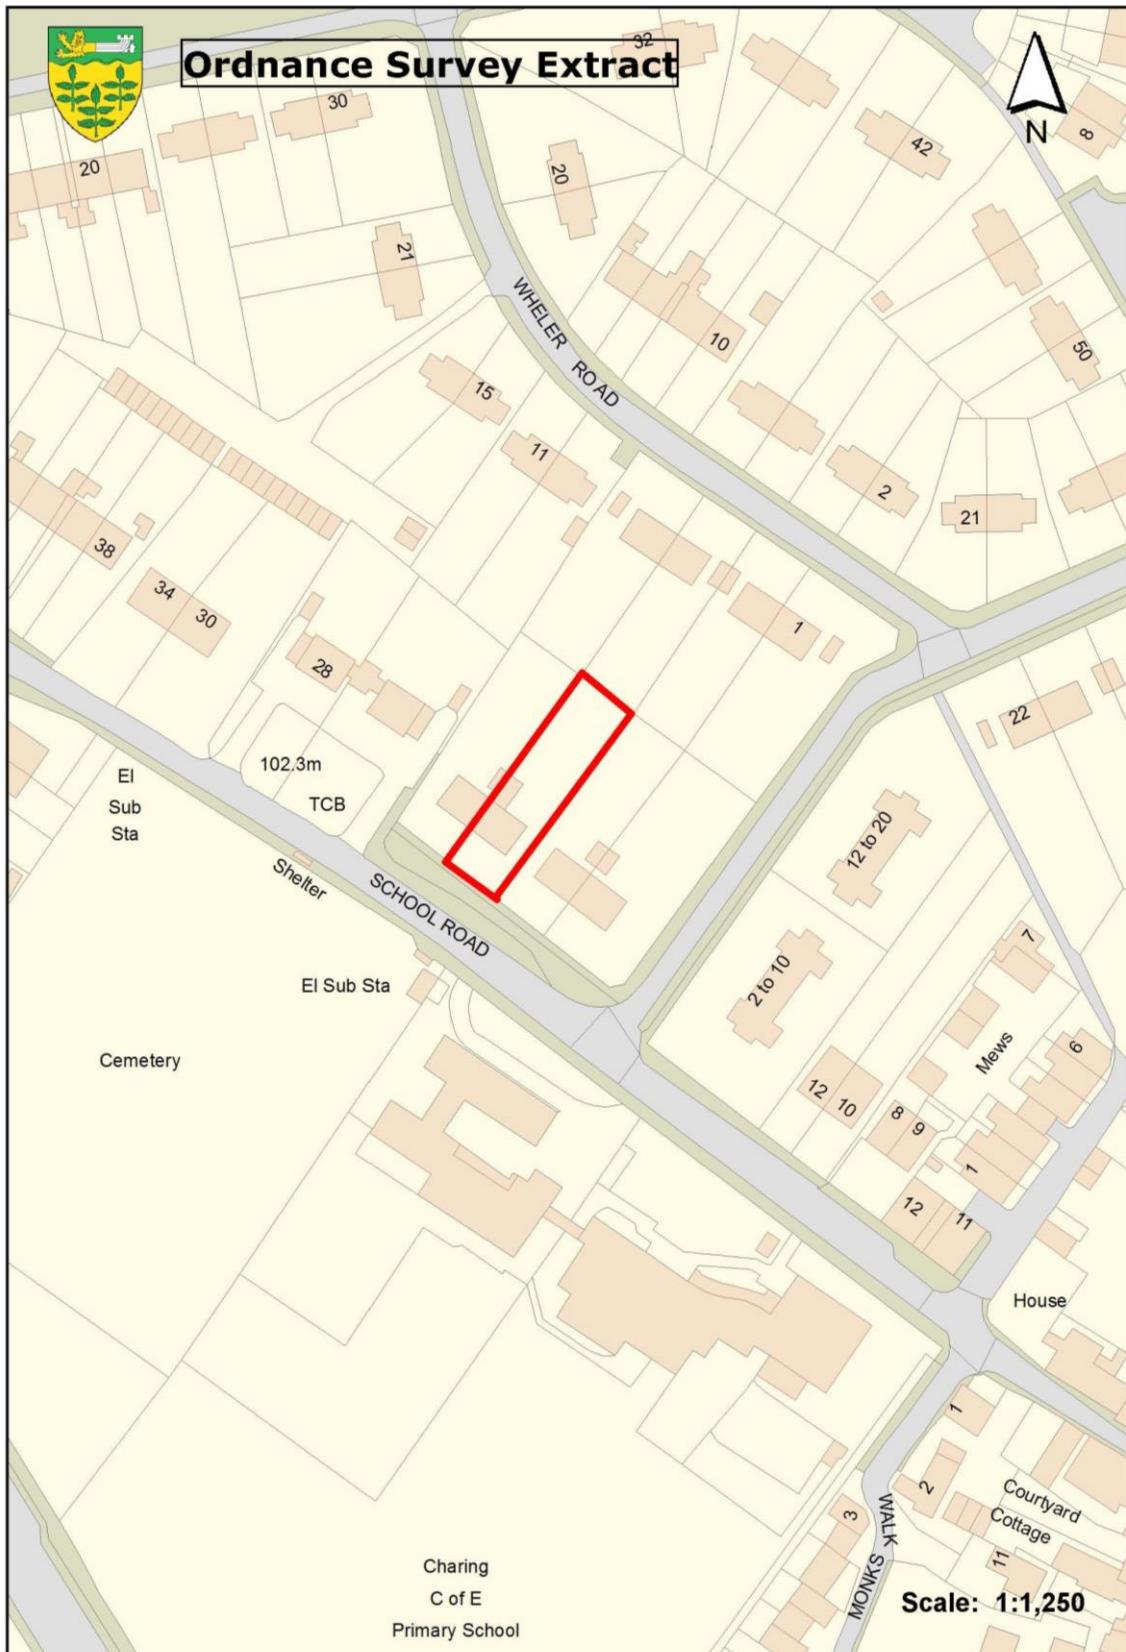 Ordnance Survey Extract
32
N
30
42
8
20
20
21
WHELER ROAD
10
50
15
11
2
21
38
34
30
1
28
22
102.3m
El
Sub
Sta
TCB
12 to 20
Shelter
SCHOOL ROAD
7
2 to 10
El Sub Sta
Mews
6
Cemetery
12
10
8
9
1
12
11
House
1
2
Courtyard
Cottage
3
MONKS WALK
11
Charing
C of E
Primary School
Scale: 1:1,250